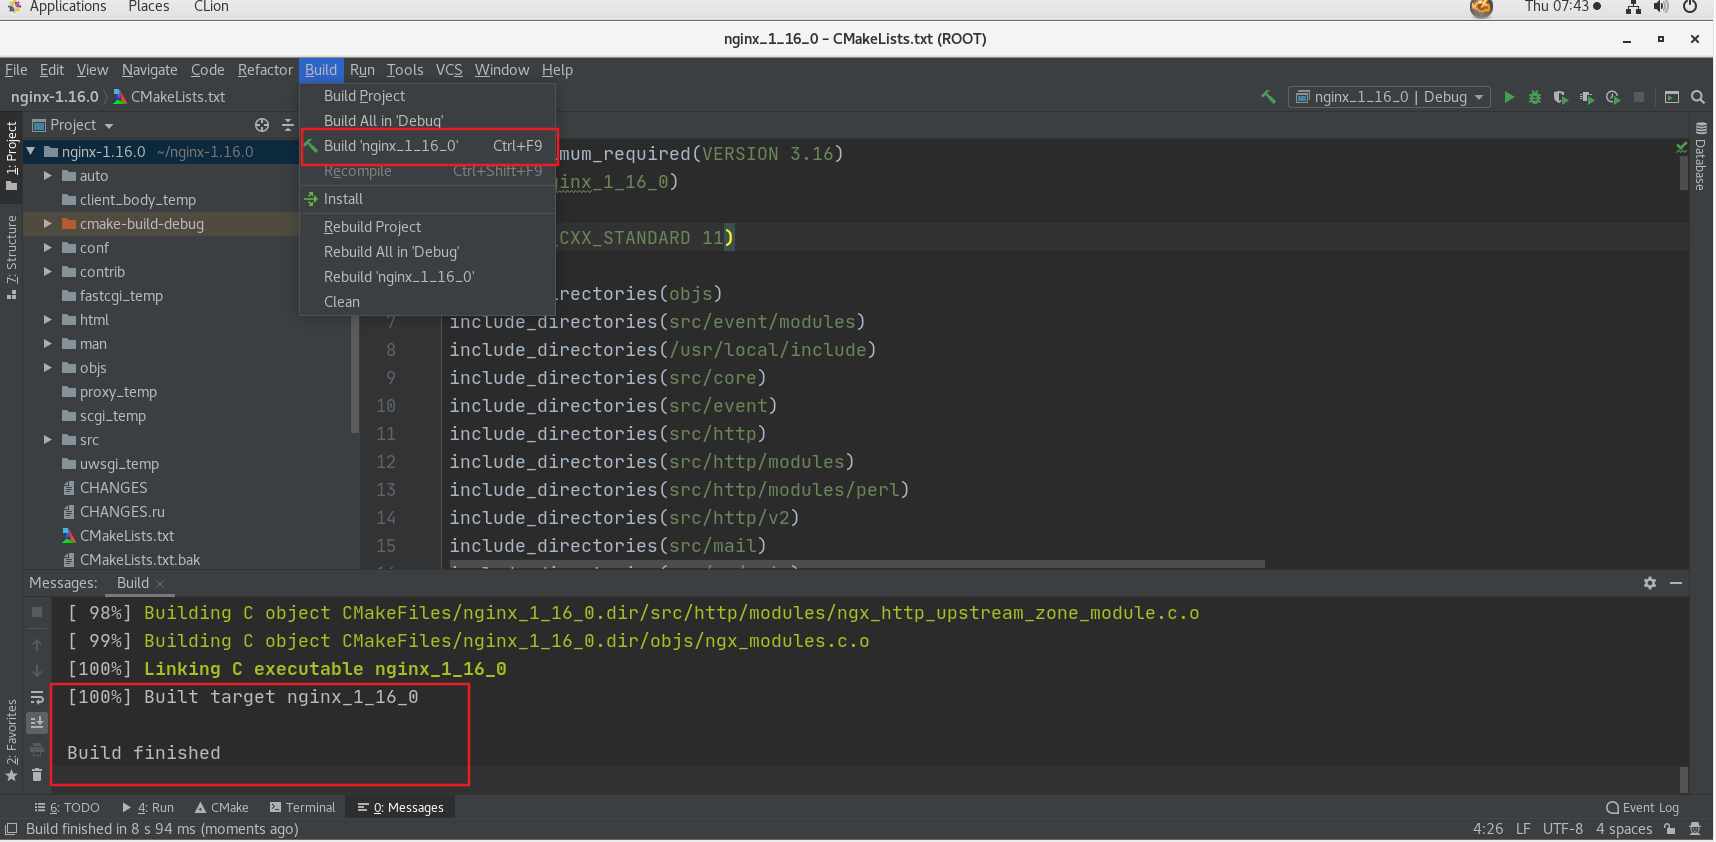 Applications Places CLion Thu 07:43
nginx_1_16_0 – CMakeLists.txt (ROOT)
File Edit View Navigate Code Refactor Build Run Tools VCS Window Help
nginx-1.16.0 CMakeLists.txt
nginx_1_16_0 | Debug
Build Project
Build All in 'Debug'
Build 'nginx_1_16_0' Ctrl+F9
Recompile Ctrl+Shift+F9
Install
Rebuild Project
Rebuild All in 'Debug'
Rebuild 'nginx_1_16_0'
Clean
1: Project
7: Structure
2: Favorites
Database
Project
nginx-1.16.0 ~/nginx-1.16.0
auto
client_body_temp
cmake-build-debug
conf
contrib
fastcgi_temp
html
man
objs
proxy_temp
scgi_temp
src
uwsgi_temp
CHANGES
CHANGES.ru
CMakeLists.txt
CMakeLists.txt.bak
mum_required(VERSION 3.16)
ginx_1_16_0)
_CXX_STANDARD 11)
rectories(objs)
7 include_directories(src/event/modules)
8 include_directories(/usr/local/include)
9 include_directories(src/core)
10 include_directories(src/event)
11 include_directories(src/http)
12 include_directories(src/http/modules)
13 include_directories(src/http/modules/perl)
14 include_directories(src/http/v2)
15 include_directories(src/mail)
Messages: Build
[ 98%] Building C object CMakeFiles/nginx_1_16_0.dir/src/http/modules/ngx_http_upstream_zone_module.c.o
[ 99%] Building C object CMakeFiles/nginx_1_16_0.dir/objs/ngx_modules.c.o
[100%] Linking C executable nginx_1_16_0
[100%] Built target nginx_1_16_0
Build finished
6: TODO 4: Run CMake Terminal 0: Messages Event Log
Build finished in 8 s 94 ms (moments ago) 4:26 LF UTF-8 4 spaces